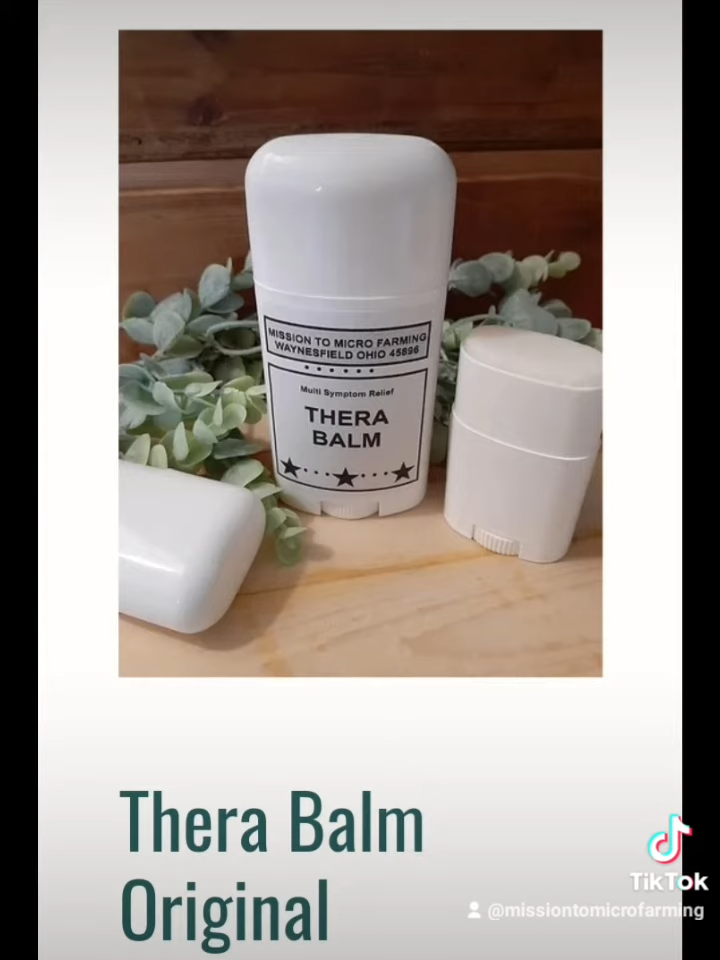 MISSION TO MICRO FARMING
WAYNESFIELD OHIO 45896
Multi Symptom Relief
THERA
BALM
Thera Balm
Original
TikTok
@missiontomicrofarming